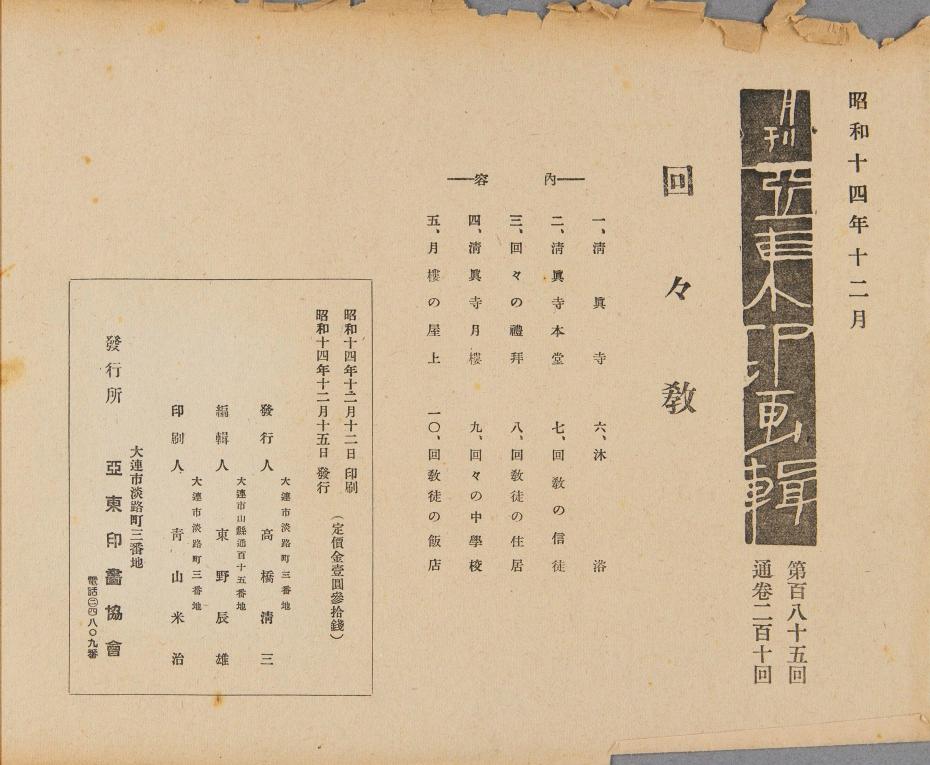 昭和十四年十二月
月刊亞東印画輯
第百八十五回
通卷二百十回
回々教
內容
一、淸眞寺
二、淸眞寺本堂
三、回々の禮拜
四、淸眞寺月樓
五、月樓の屋上
六、沐浴
七、回教の信徒
八、回教徒の住居
九、回々の中學校
一〇、回教徒の飯店
昭和十四年十二月十二日 印刷
昭和十四年十二月十五日 發行
（定價金壹圓參拾錢）
大連市淡路町三番地
發行人 高橋淸三
大連市山縣通百十五番地
編輯人 東野辰雄
大連市淡路町三番地
印刷人 靑山米治
大連市淡路町三番地
發行所 亞東印畵協會
電話②四八〇九番